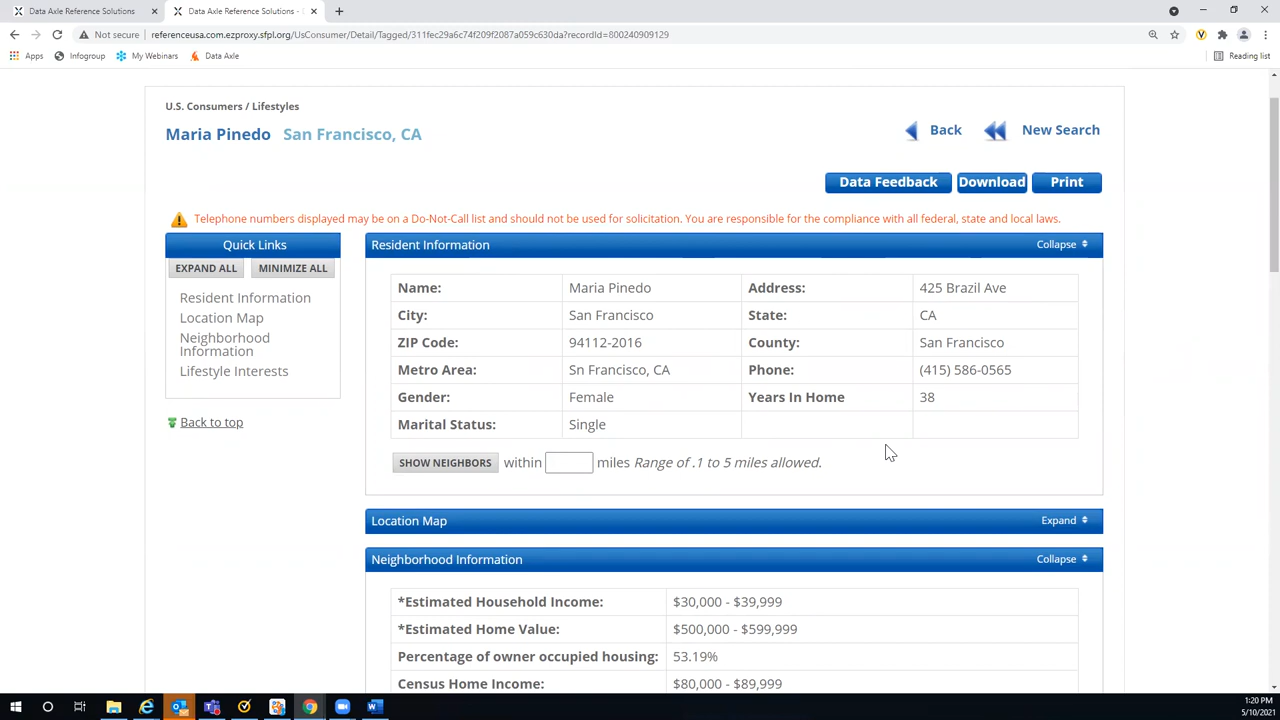 Data Axle Reference Solutions
Data Axle Reference Solutions -
Not secure
referenceusa.com.ezproxy.sfpl.org/UsConsumer/Detail/Tagged/311fec29a6c74f209f2087a059c630da?recordId=800240909129
Apps
Infogroup
My Webinars
Data Axle
Reading list
U.S. Consumers / Lifestyles
Maria Pinedo San Francisco, CA
Back
New Search
Data Feedback
Download
Print
Telephone numbers displayed may be on a Do-Not-Call list and should not be used for solicitation. You are responsible for the compliance with all federal, state and local laws.
Quick Links
EXPAND ALL
MINIMIZE ALL
Resident Information
Location Map
Neighborhood
Information
Lifestyle Interests
Back to top
Resident Information
Collapse
Name: Maria Pinedo Address: 425 Brazil Ave
City: San Francisco State: CA
ZIP Code: 94112-2016 County: San Francisco
Metro Area: Sn Francisco, CA Phone: (415) 586-0565
Gender: Female Years In Home 38
Marital Status: Single
SHOW NEIGHBORS within miles Range of .1 to 5 miles allowed.
Location Map
Expand
Neighborhood Information
Collapse
*Estimated Household Income: $30,000 - $39,999
*Estimated Home Value: $500,000 - $599,999
Percentage of owner occupied housing: 53.19%
Census Home Income: $80,000 - $89,999
1:20 PM
5/10/2021